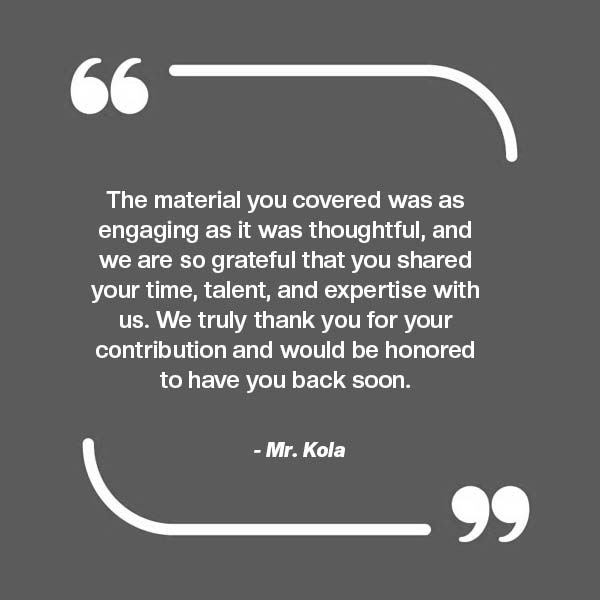 The material you covered was as
engaging as it was thoughtful, and
we are so grateful that you shared
your time, talent, and expertise with
us. We truly thank you for your
contribution and would be honored
to have you back soon.
- Mr. Kola